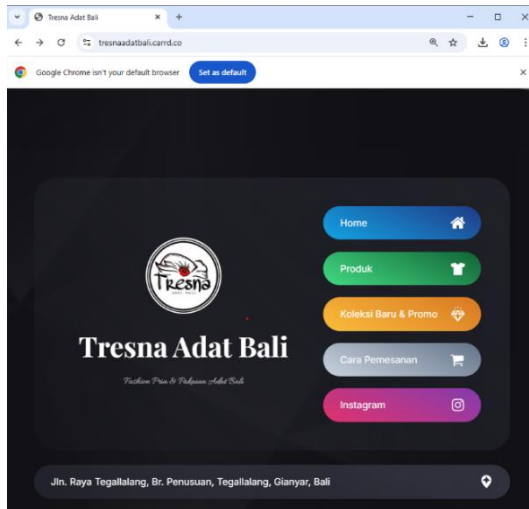 Tresna Adat Bali
tresnaadatbali.carrd.co
Google Chrome isn't your default browser
Set as default
Tresna
Tresna Adat Bali
Fashion Pria & Pakaian Adat Bali
Home
Produk
Koleksi Baru & Promo
Cara Pemesanan
Instagram
Jln. Raya Tegallalang, Br. Penusuan, Tegallalang, Gianyar, Bali